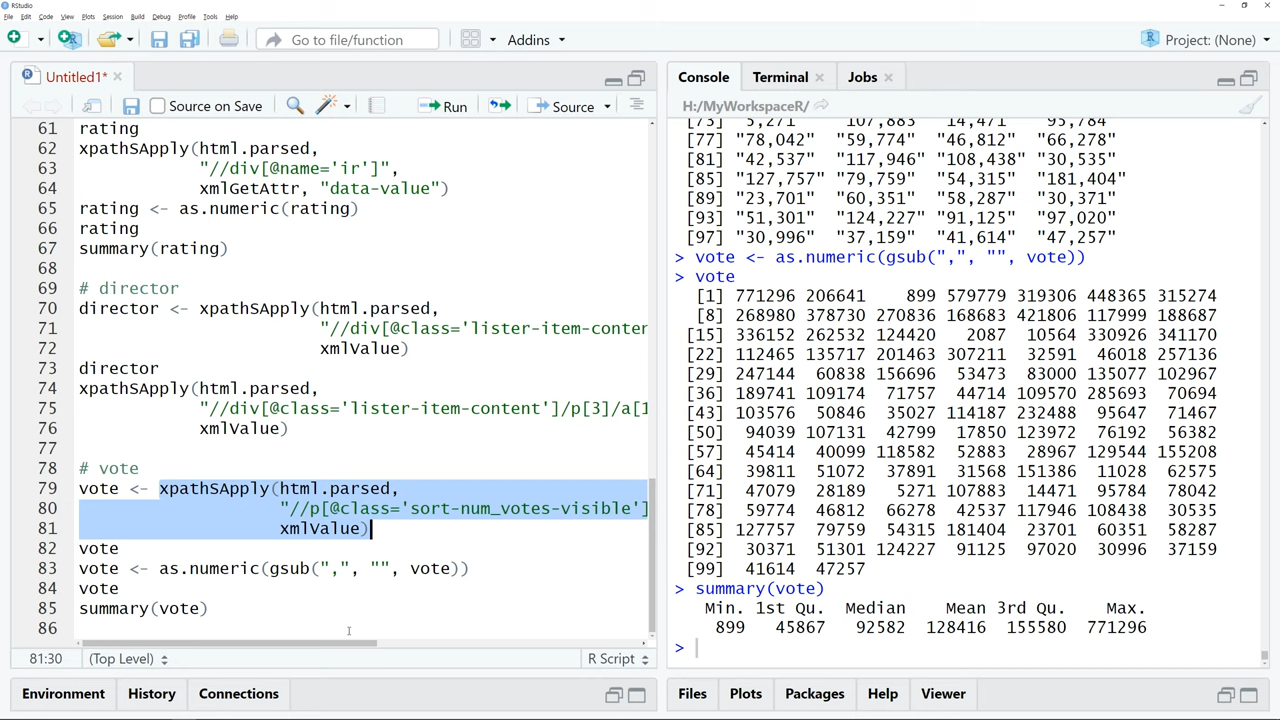 RStudio
File Edit Code View Plots Session Build Debug Profile Tools Help
Go to file/function
Addins
Project: (None)
Untitled1*
Source on Save
Run
Source
61 rating
62 xpathSApply(html.parsed,
63 "//div[@name='ir']",
64 xmlGetAttr, "data-value")
65 rating <- as.numeric(rating)
66 rating
67 summary(rating)
68
69 # director
70 director <- xpathSApply(html.parsed,
71 "//div[@class='lister-item-conter
72 xmlValue)
73 director
74 xpathSApply(html.parsed,
75 "//div[@class='lister-item-content']/p[3]/a[1
76 xmlValue)
77
78 # vote
79 vote <- xpathSApply(html.parsed,
80 "//p[@class='sort-num_votes-visible']
81 xmlValue)
82 vote
83 vote <- as.numeric(gsub(",", "", vote))
84 vote
85 summary(vote)
86
81:30 (Top Level) R Script
Environment History Connections
Console Terminal Jobs
H:/MyWorkspaceR/
[73] 5,271 107,883 14,471 95,784
[77] "78,042" "59,774" "46,812" "66,278"
[81] "42,537" "117,946" "108,438" "30,535"
[85] "127,757" "79,759" "54,315" "181,404"
[89] "23,701" "60,351" "58,287" "30,371"
[93] "51,301" "124,227" "91,125" "97,020"
[97] "30,996" "37,159" "41,614" "47,257"
> vote <- as.numeric(gsub(",", "", vote))
> vote
[1] 771296 206641 899 579779 319306 448365 315274
[8] 268980 378730 270836 168683 421806 117999 188687
[15] 336152 262532 124420 2087 10564 330926 341170
[22] 112465 135717 201463 307211 32591 46018 257136
[29] 247144 60838 156696 53473 83000 135077 102967
[36] 189741 109174 71757 44714 109570 285693 70694
[43] 103576 50846 35027 114187 232488 95647 71467
[50] 94039 107131 42799 17850 123972 76192 56382
[57] 45414 40099 118582 52883 28967 129544 155208
[64] 39811 51072 37891 31568 151386 11028 62575
[71] 47079 28189 5271 107883 14471 95784 78042
[78] 59774 46812 66278 42537 117946 108438 30535
[85] 127757 79759 54315 181404 23701 60351 58287
[92] 30371 51301 124227 91125 97020 30996 37159
[99] 41614 47257
> summary(vote)
Min. 1st Qu. Median Mean 3rd Qu. Max.
899 45867 92582 128416 155580 771296
>
Files Plots Packages Help Viewer